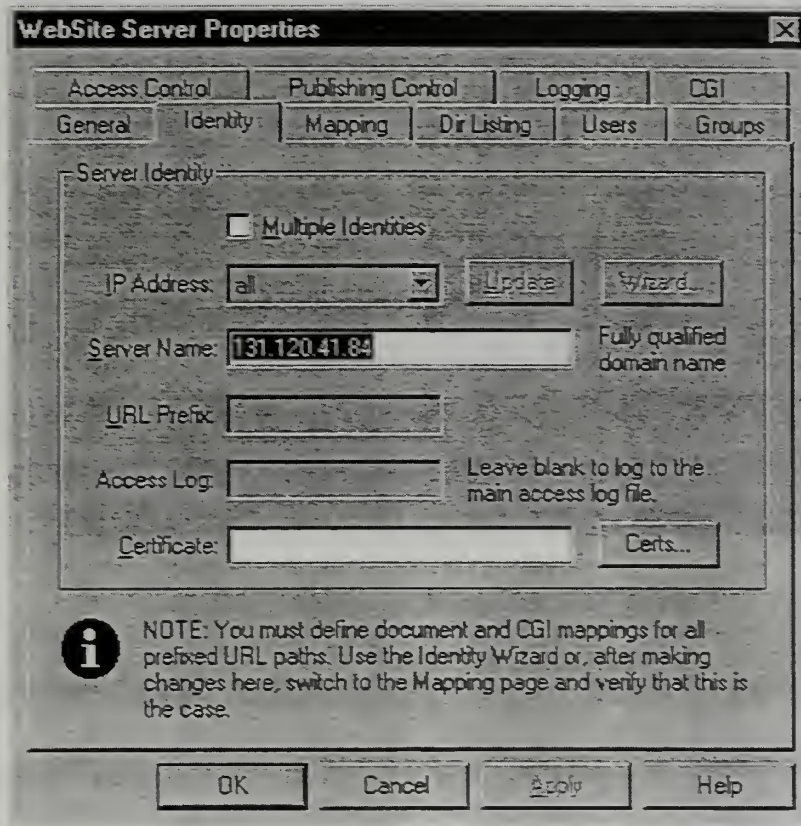 WebSite Server Properties
Access Control Publishing Control Logging CGI
General Identity Mapping Dir Listing Users Groups
Server Identity
Multiple Identities
IP Address: all Update Wizard...
Server Name: 131.120.41.84 Fully qualified
domain name
URL Prefix:
Access Log: Leave blank to log to the
main access log file.
Certificate: Certs...
NOTE: You must define document and CGI mappings for all
prefixed URL paths. Use the Identity Wizard or, after making
changes here, switch to the Mapping page and verify that this is
the case.
OK Cancel Apply Help